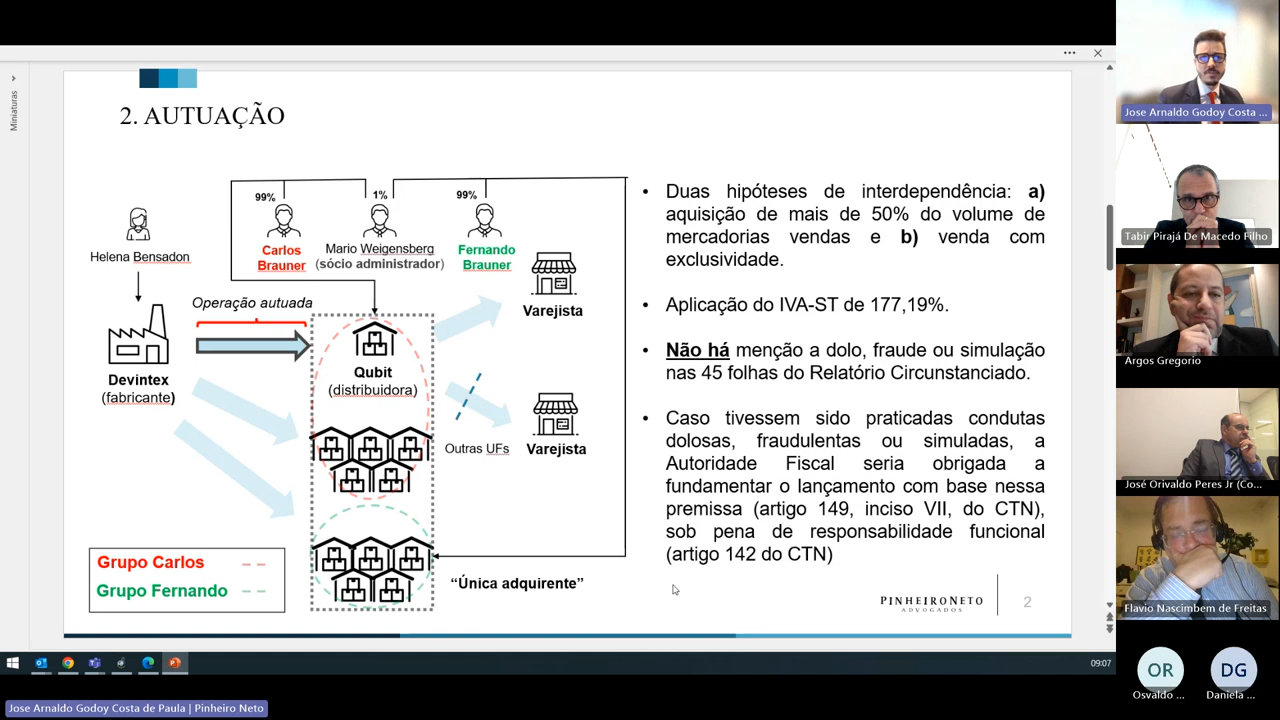 Miniaturas
2. AUTUAÇÃO
99%
1%
99%
Helena Bensadon
Carlos
Brauner
Mario Weigensberg
(sócio administrador)
Fernando
Brauner
Operação autuada
Varejista
Devintex
(fabricante)
Qubit
(distribuidora)
Outras UFs
Varejista
Grupo Carlos
Grupo Fernando
“Única adquirente”
• Duas hipóteses de interdependência: a)
aquisição de mais de 50% do volume de
mercadorias vendas e b) venda com
exclusividade.
• Aplicação do IVA-ST de 177,19%.
• Não há menção a dolo, fraude ou simulação
nas 45 folhas do Relatório Circunstanciado.
• Caso tivessem sido praticadas condutas
dolosas, fraudulentas ou simuladas, a
Autoridade Fiscal seria obrigada a
fundamentar o lançamento com base nessa
premissa (artigo 149, inciso VII, do CTN),
sob pena de responsabilidade funcional
(artigo 142 do CTN)
PINHEIRONETO
ADVOGADOS
2
09:07
Jose Arnaldo Godoy Costa de Paula | Pinheiro Neto
Jose Arnaldo Godoy Costa ...
Tabir Pirajá De Macedo Filho
Argos Gregorio
José Orivaldo Peres Jr (Co...
Flavio Nascimbem de Freitas
OR
Osvaldo ...
DG
Daniela ...